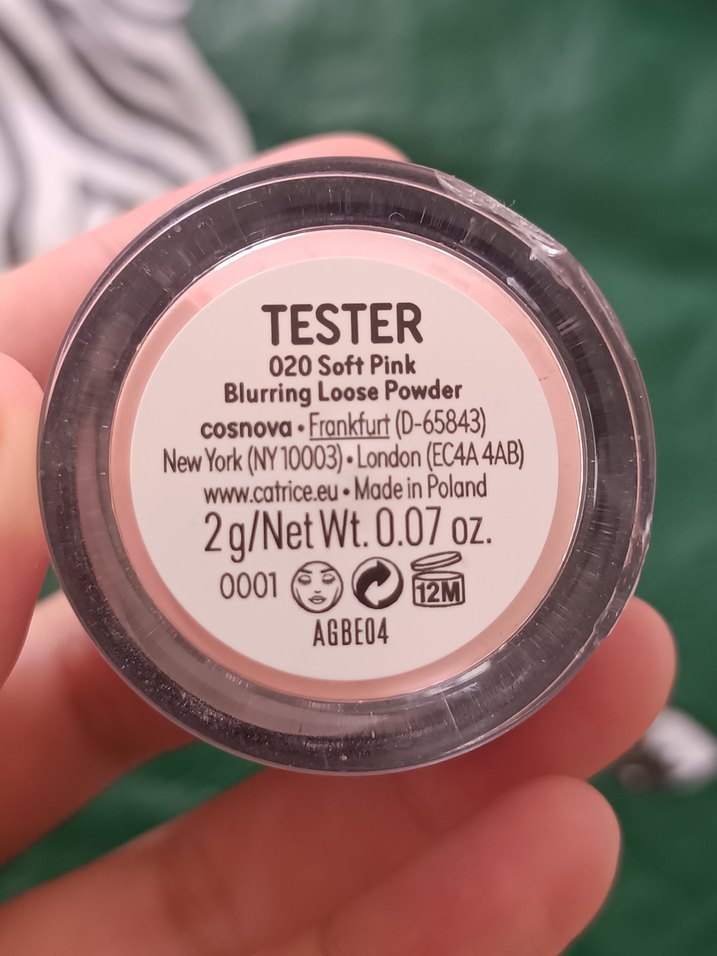 TESTER
020 Soft Pink
Blurring Loose Powder
cosnova • Frankfurt (D-65843)
New York (NY 10003) • London (EC4A 4AB)
www.catrice.eu • Made in Poland
2 g/Net Wt. 0.07 oz.
0001 12M
AGBE04